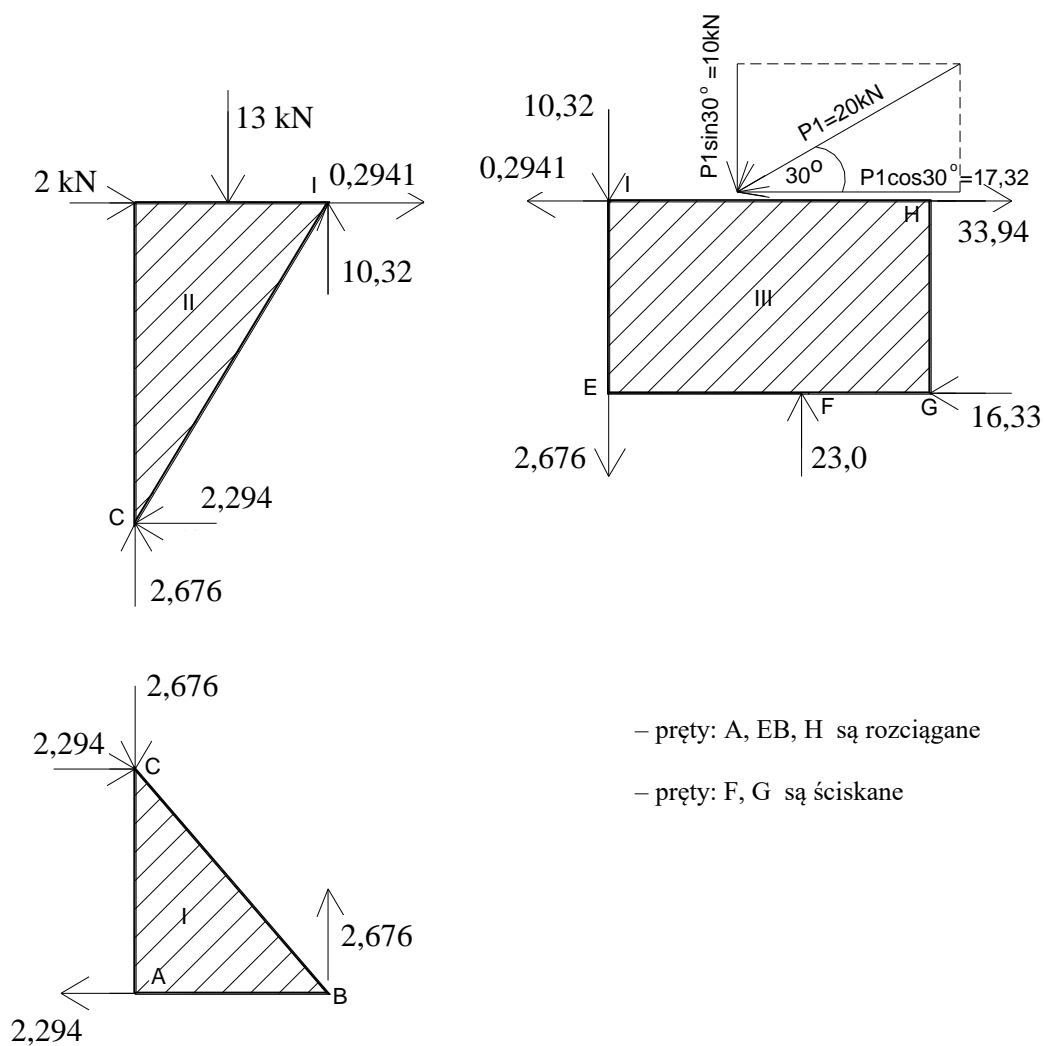 13 kN
2 kN
I
0,2941
10,32
II
C
2,294
2,676
10,32
0,2941
I
P1sin30°=10kN
P1=20kN
30°
P1cos30°=17,32
H
33,94
III
E
F
G
16,33
2,676
23,0
2,676
2,294
C
I
A
B
2,676
2,294
– pręty: A, EB, H są rozciągane
– pręty: F, G są ściskane